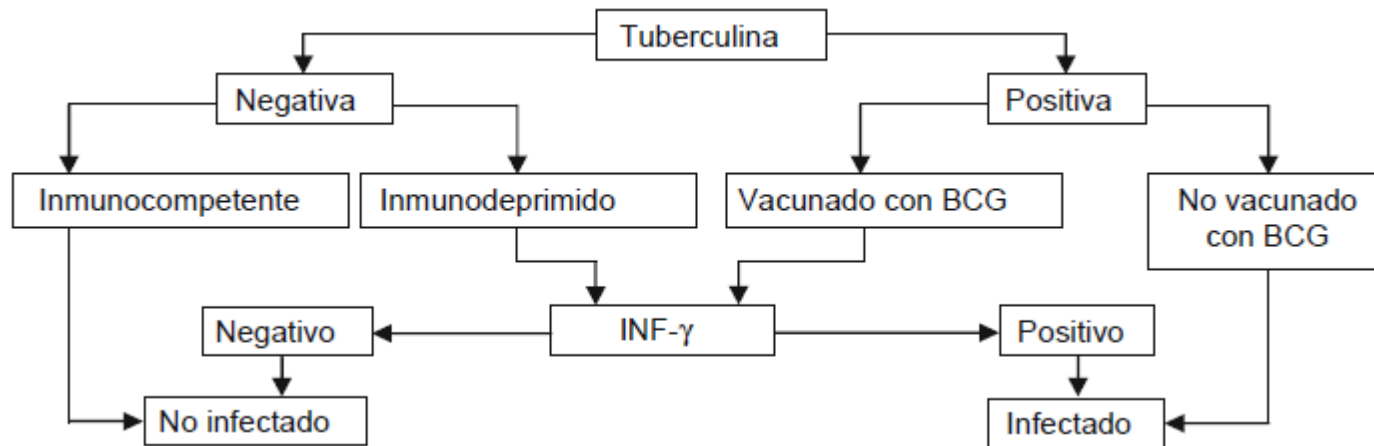 Tuberculina
Negativa
Positiva
Inmunocompetente
Inmunodeprimido
Vacunado con BCG
No vacunado
con BCG
Negativo
INF-γ
Positivo
No infectado
Infectado